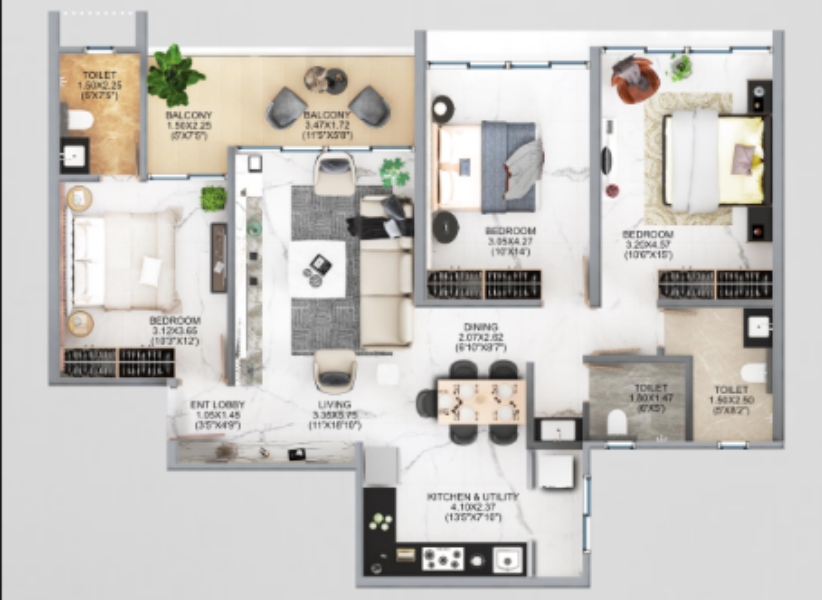 TOILET
1.50X2.25
(5'X7'5")
BALCONY
1.50X2.25
(5'X7'5")
BALCONY
3.47X1.72
(11'5"X5'8")
BEDROOM
3.05X4.27
(10'X14')
BEDROOM
3.20X4.57
(10'6"X15')
BEDROOM
3.12X3.65
(10'3"X12')
DINING
2.07X2.62
(6'10"X8'7")
ENT LOBBY
1.05X1.45
(3'5"X4'9")
LIVING
3.35X5.75
(11'X18'10")
TOILET
1.80X1.47
(6'X5')
TOILET
1.50X2.50
(5'X8'2")
KITCHEN & UTILITY
4.10X2.37
(13'5"X7'10")